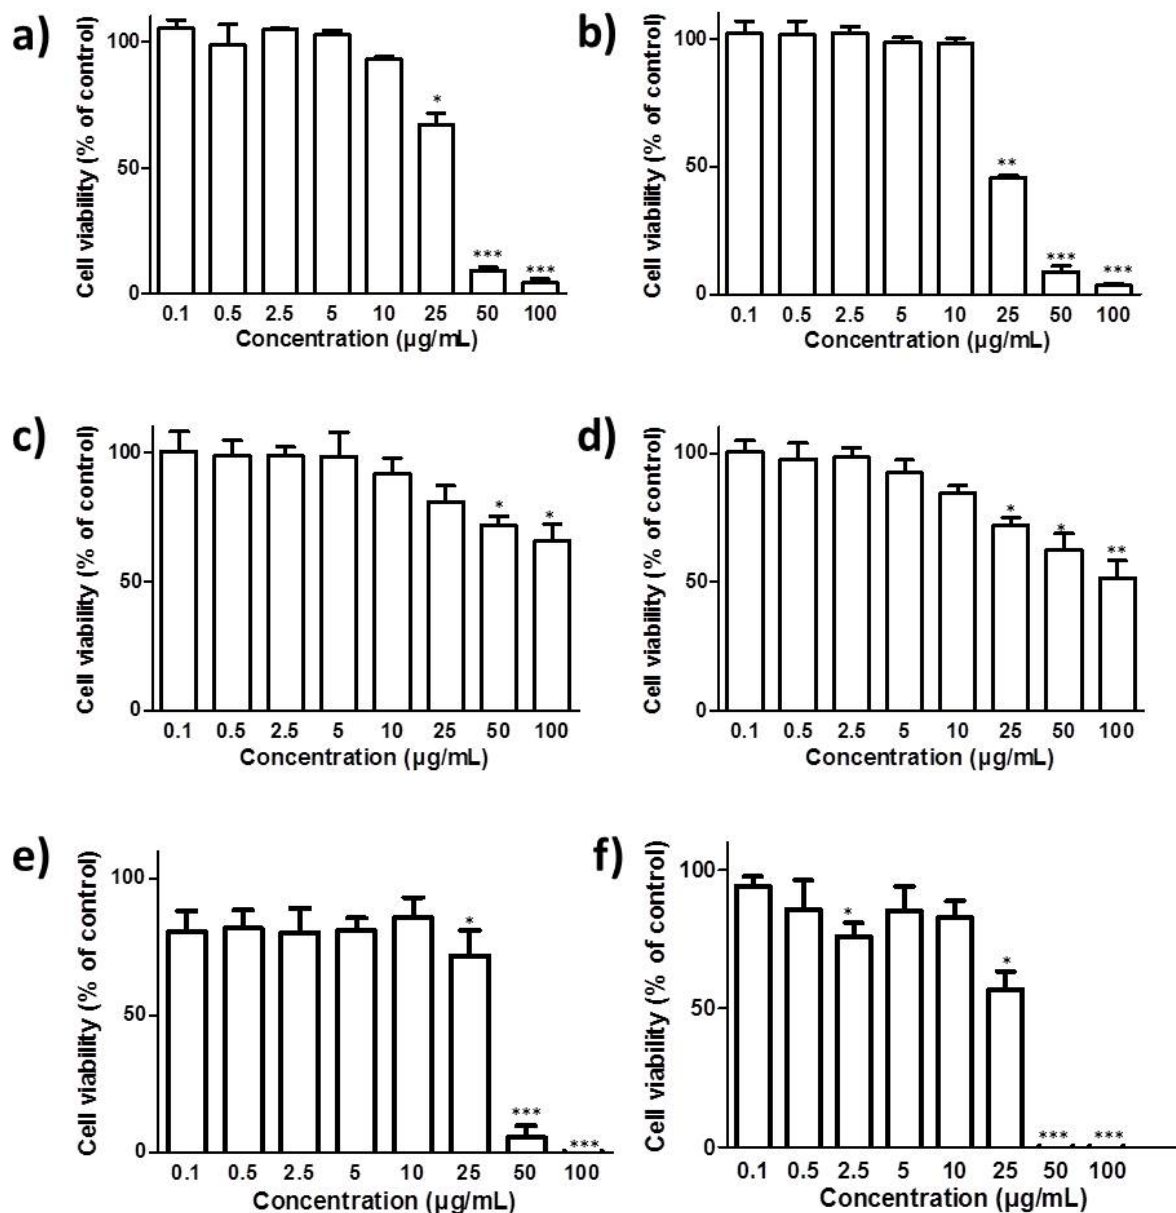 a)
Cell viability (% of control)
100
50
0
*
***
***
0.1 0.5 2.5 5 10 25 50 100
Concentration (µg/mL)
b)
Cell viability (% of control)
100
50
0
**
***
***
0.1 0.5 2.5 5 10 25 50 100
Concentration (µg/mL)
c)
Cell viability (% of control)
100
50
0
*
*
0.1 0.5 2.5 5 10 25 50 100
Concentration (µg/mL)
d)
Cell viability (% of control)
100
50
0
*
*
**
0.1 0.5 2.5 5 10 25 50 100
Concentration (µg/mL)
e)
Cell viability (% of control)
100
50
0
*
***
***
0.1 0.5 2.5 5 10 25 50 100
Concentration (µg/mL)
f)
Cell viability (% of control)
100
50
0
*
*
***
***
0.1 0.5 2.5 5 10 25 50 100
Concentration (µg/mL)